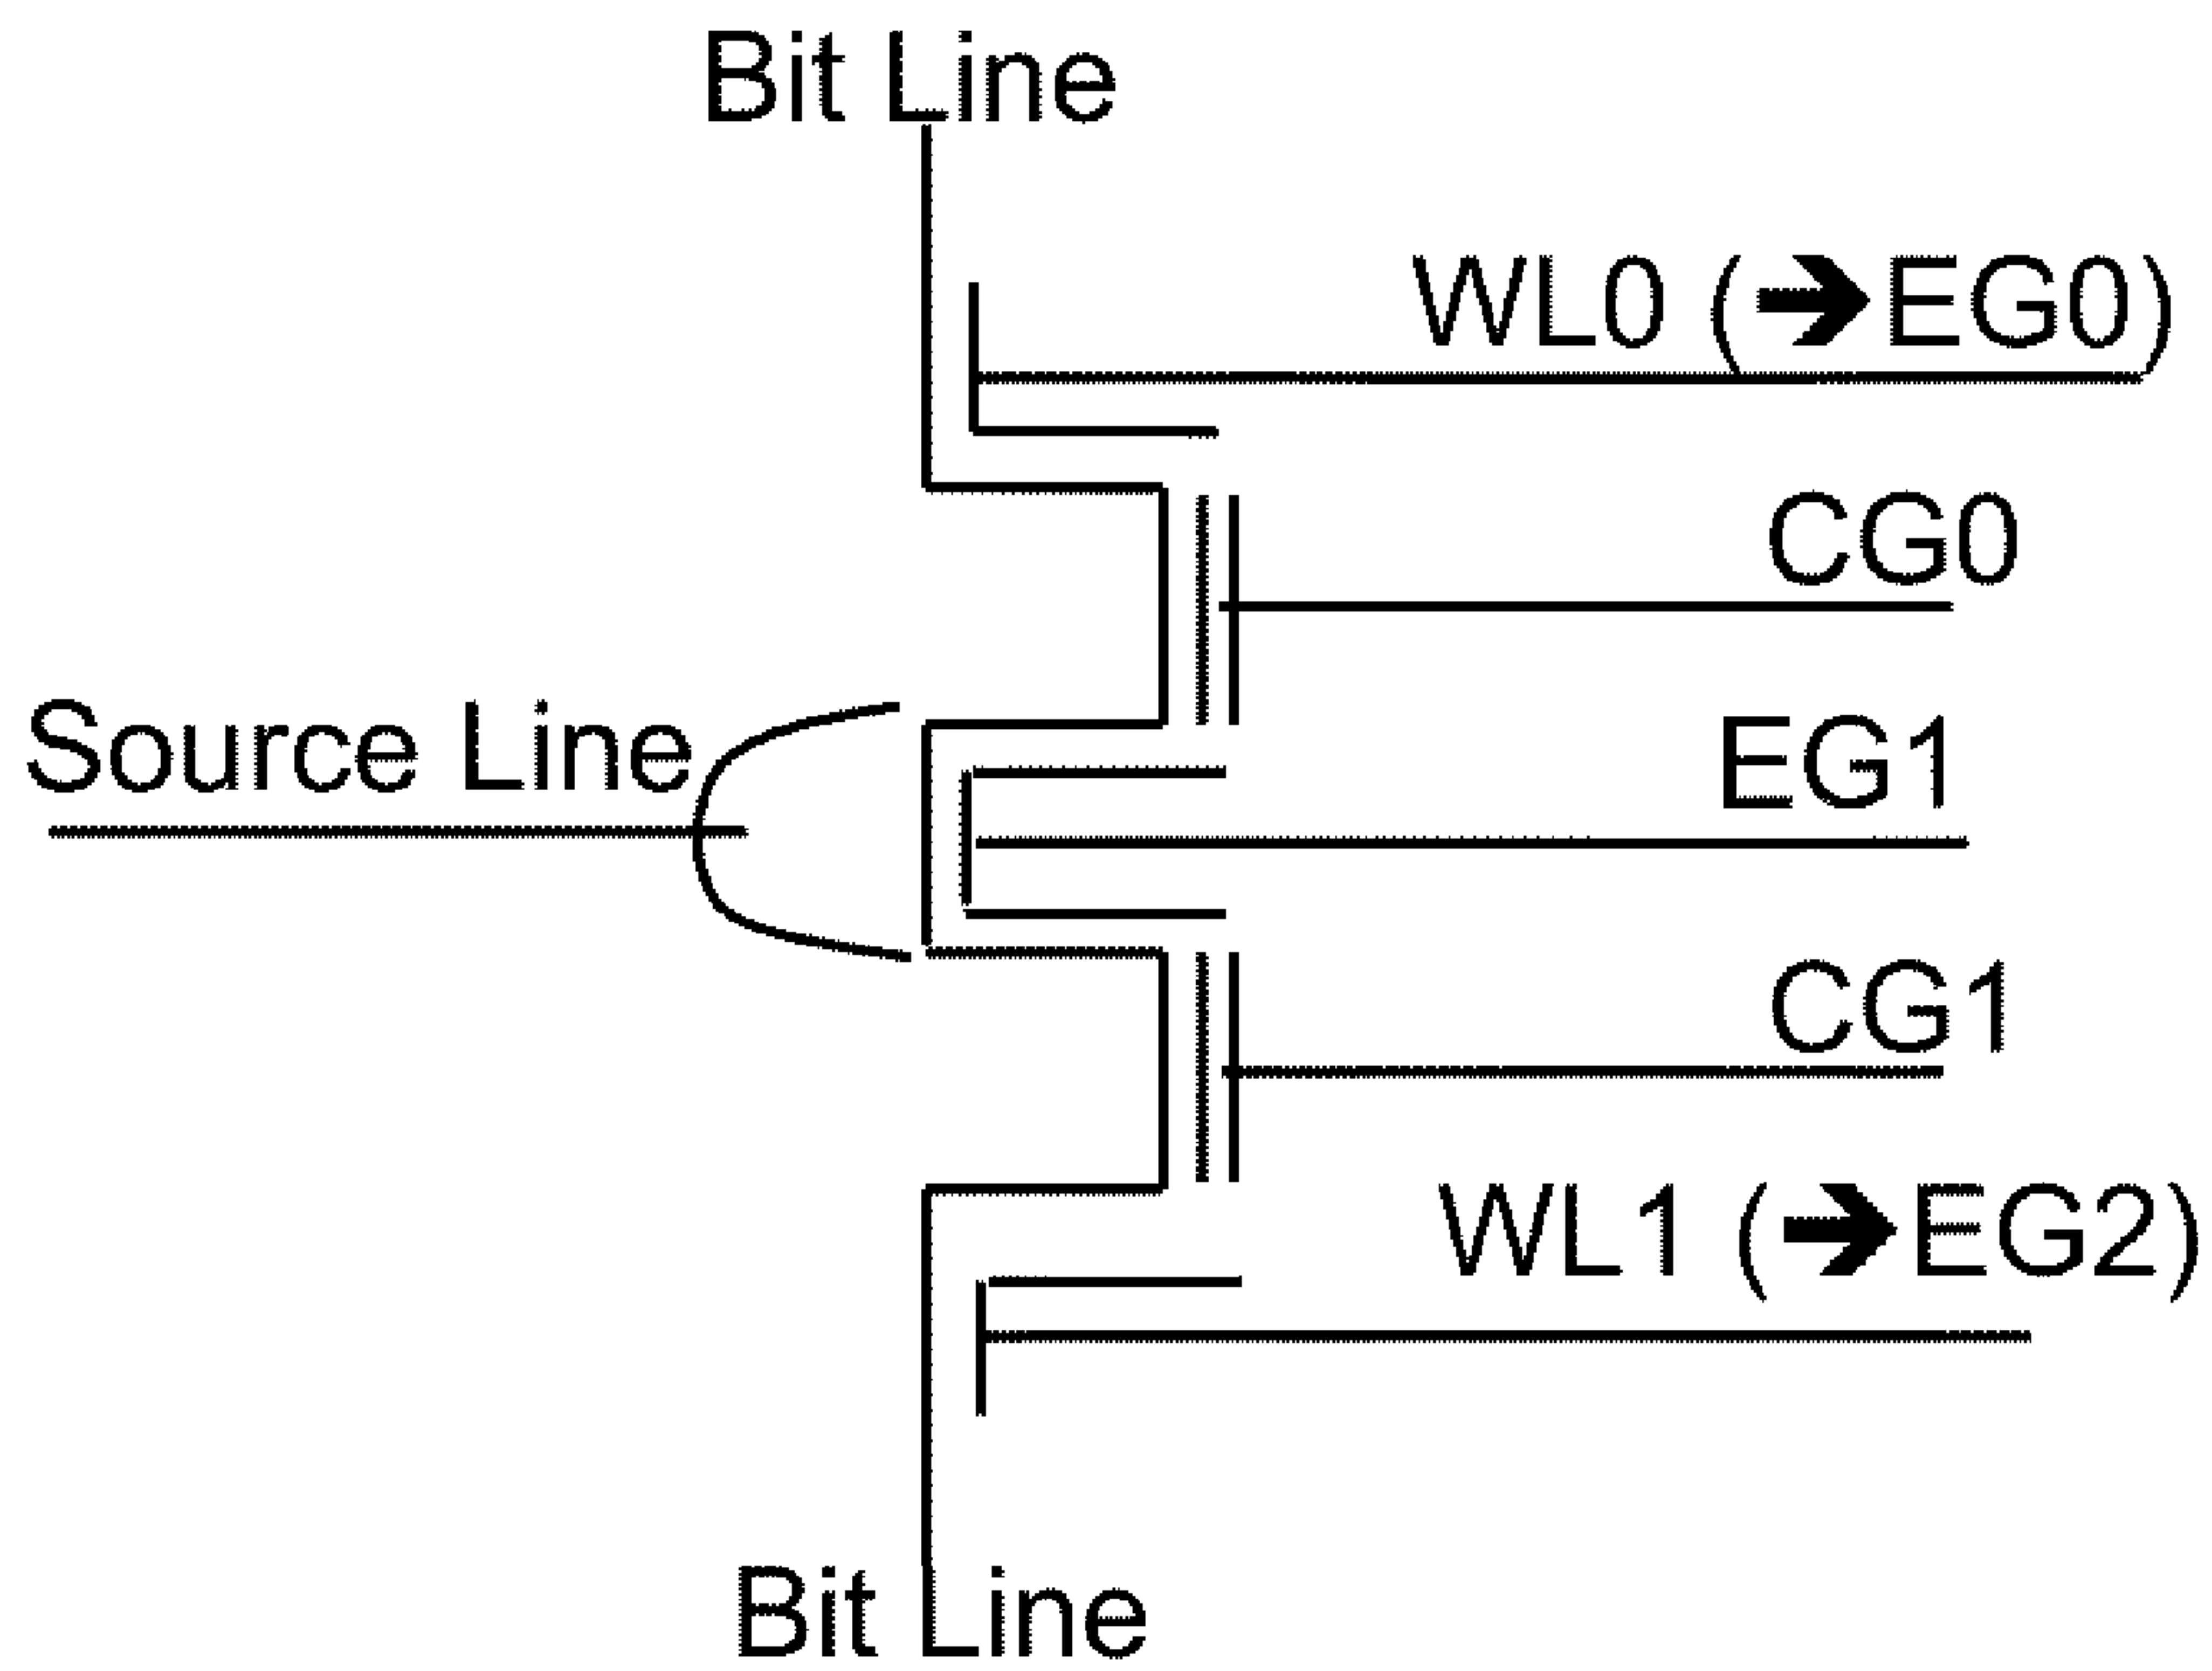 Bit Line
WL0 (➔EG0)
CG0
Source Line
EG1
CG1
WL1 (➔EG2)
Bit Line